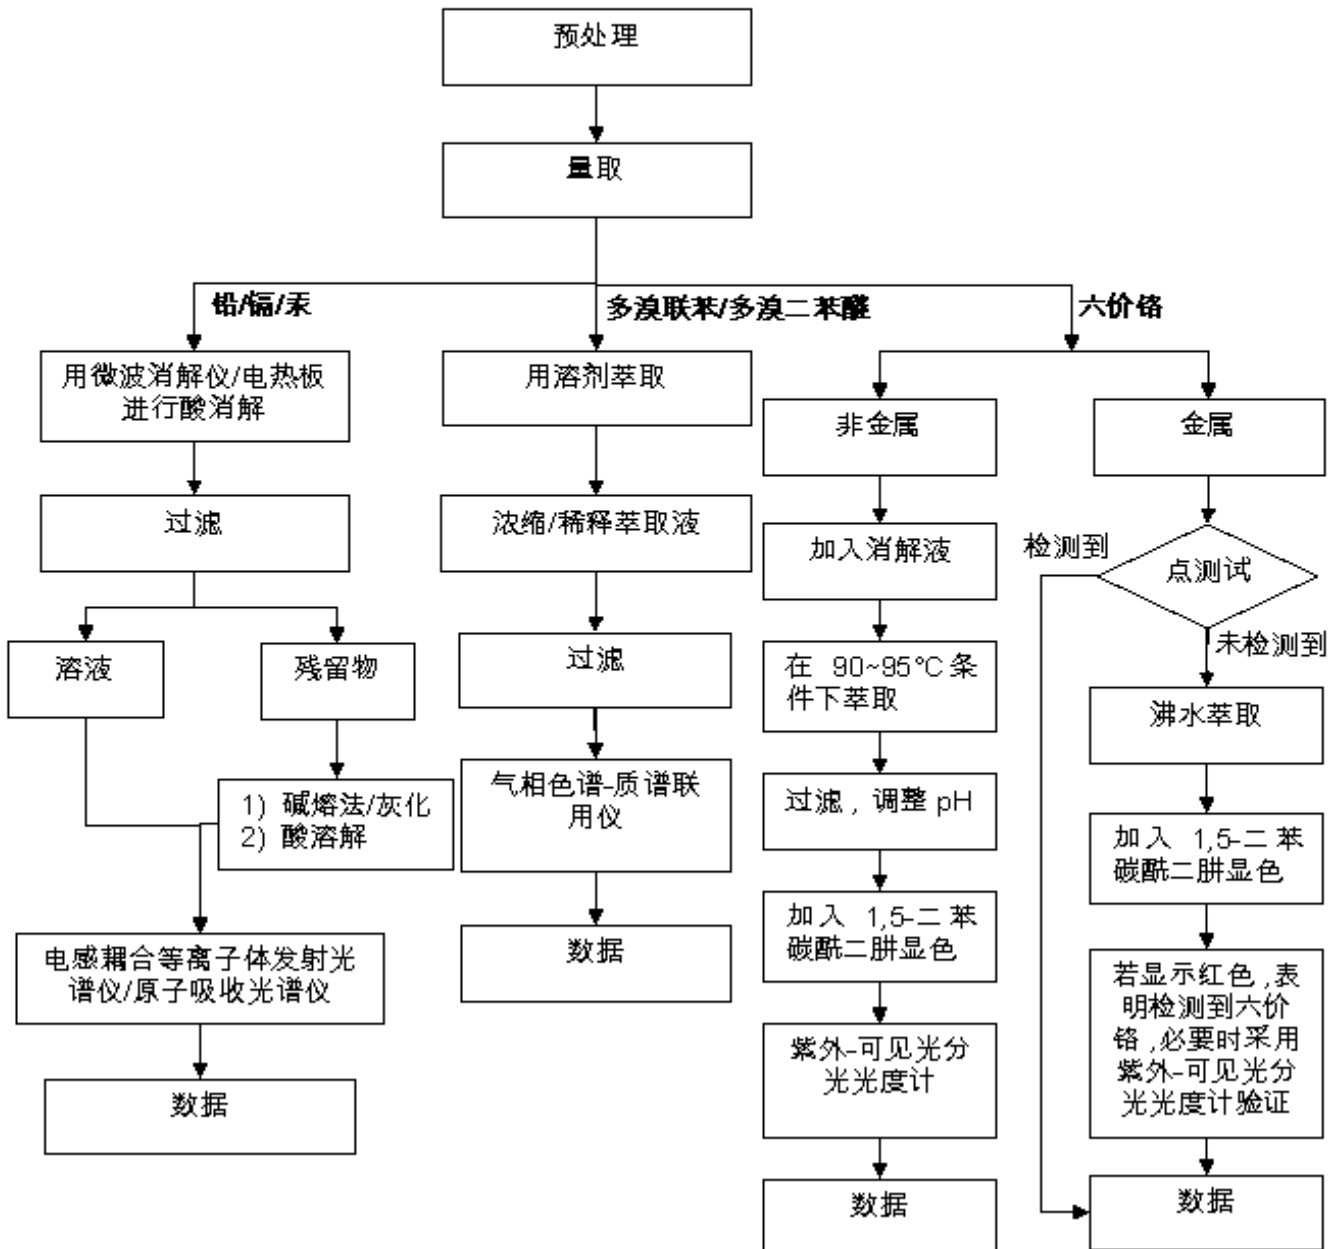 预处理
量取
铅/镉/汞
多溴联苯/多溴二苯醚
六价铬
用微波消解仪/电热板
进行酸消解
过滤
溶液
残留物
1) 碱熔法/灰化
2) 酸溶解
电感耦合等离子体发射光
谱仪/原子吸收光谱仪
数据
用溶剂萃取
浓缩/稀释萃取液
过滤
气相色谱-质谱联
用仪
数据
非金属
加入消解液
在 90~95°C 条
件下萃取
过滤, 调整 pH
加入 1,5-二苯
碳酰二肼显色
紫外-可见光分
光光度计
数据
金属
检测到
点测试
未检测到
沸水萃取
加入 1,5-二苯
碳酰二肼显色
若显示红色,表
明检测到六价
铬,必要时采用
紫外-可见光分
光光度计验证
数据